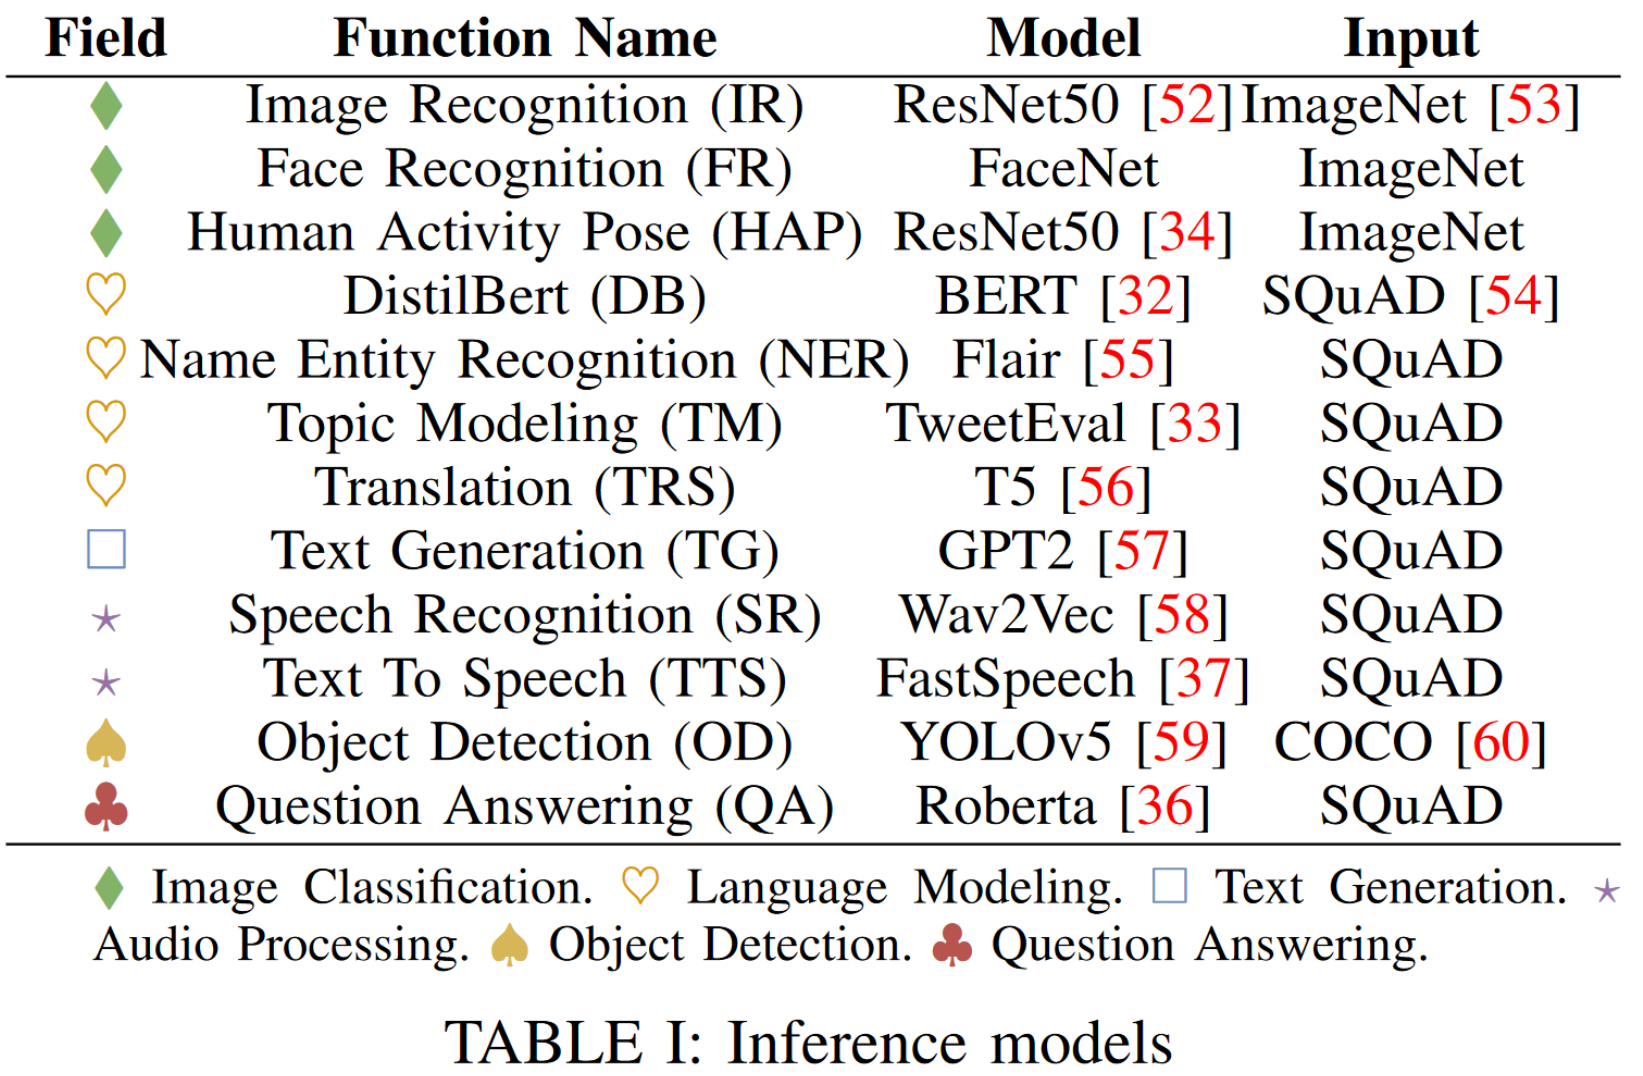 Field Function Name Model Input
♦ Image Recognition (IR) ResNet50 [52] ImageNet [53]
♦ Face Recognition (FR) FaceNet ImageNet
♦ Human Activity Pose (HAP) ResNet50 [34] ImageNet
♡ DistilBert (DB) BERT [32] SQuAD [54]
♡ Name Entity Recognition (NER) Flair [55] SQuAD
♡ Topic Modeling (TM) TweetEval [33] SQuAD
♡ Translation (TRS) T5 [56] SQuAD
□ Text Generation (TG) GPT2 [57] SQuAD
⋆ Speech Recognition (SR) Wav2Vec [58] SQuAD
⋆ Text To Speech (TTS) FastSpeech [37] SQuAD
♠ Object Detection (OD) YOLOv5 [59] COCO [60]
♣ Question Answering (QA) Roberta [36] SQuAD
♦ Image Classification. ♡ Language Modeling. □ Text Generation. ⋆
Audio Processing. ♠ Object Detection. ♣ Question Answering.
TABLE I: Inference models